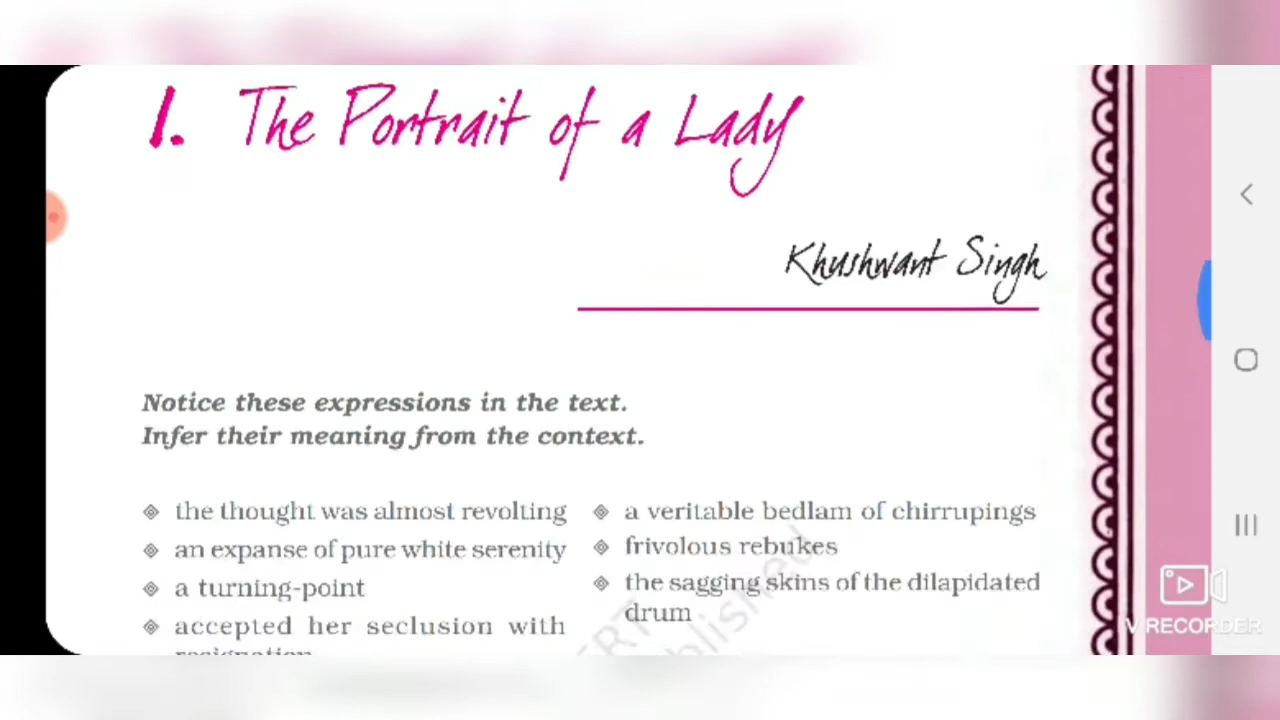 1. The Portrait of a Lady
Khushwant Singh
Notice these expressions in the text.
Infer their meaning from the context.
the thought was almost revolting
an expanse of pure white serenity
a turning-point
accepted her seclusion with
a veritable bedlam of chirrupings
frivolous rebukes
the sagging skins of the dilapidated
drum
V RECORDER